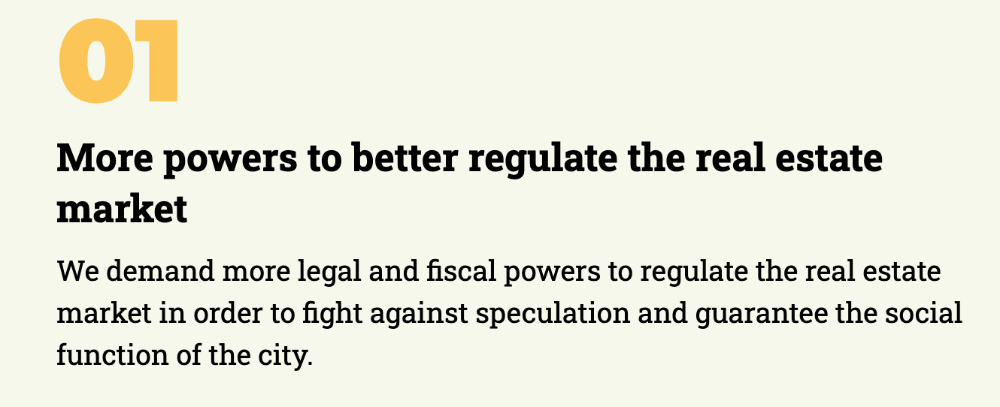 01
More powers to better regulate the real estate
market
We demand more legal and fiscal powers to regulate the real estate
market in order to fight against speculation and guarantee the social
function of the city.